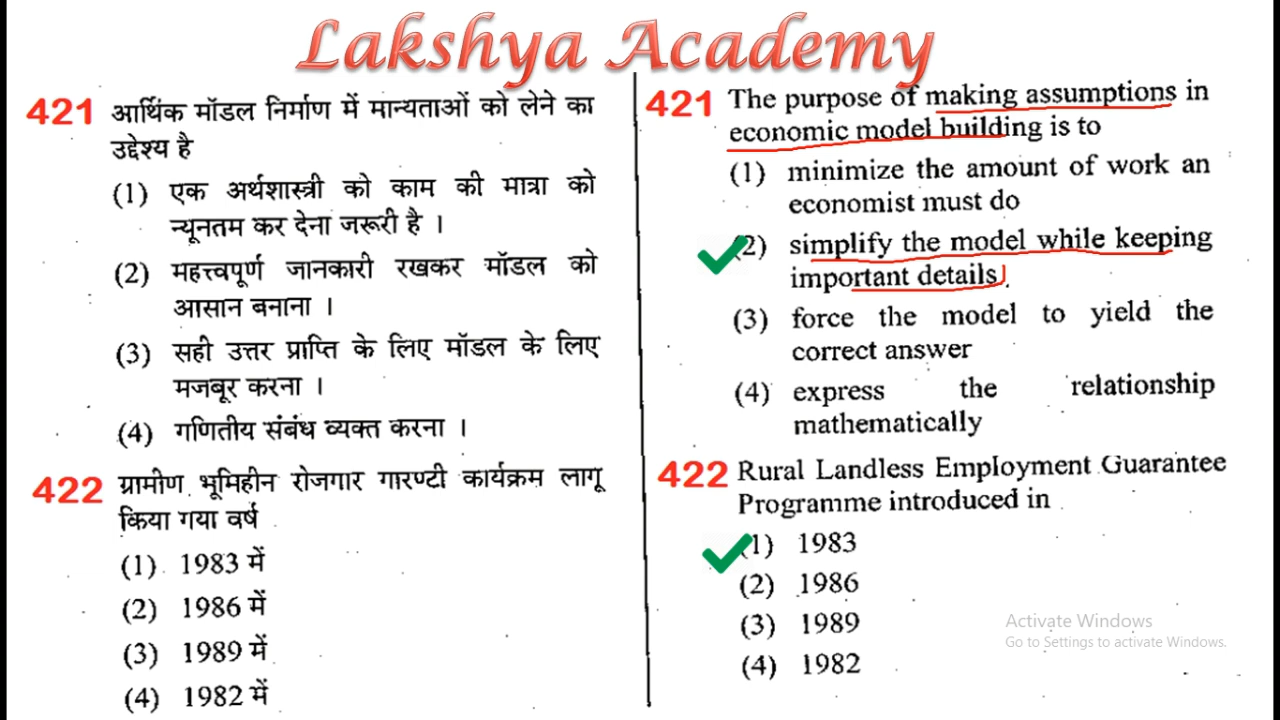 Lakshya Academy
421 आर्थिक मॉडल निर्माण में मान्यताओं को लेने का
उद्देश्य है
(1) एक अर्थशास्त्री को काम की मात्रा को
न्यूनतम कर देना जरूरी है ।
(2) महत्त्वपूर्ण जानकारी रखकर मॉडल को
आसान बनाना ।
(3) सही उत्तर प्राप्ति के लिए मॉडल के लिए
मजबूर करना ।
(4) गणितीय संबंध व्यक्त करना ।
422 ग्रामीण भूमिहीन रोजगार गारण्टी कार्यक्रम लागू
किया गया वर्ष
(1) 1983 में
(2) 1986 में
(3) 1989 में
(4) 1982 में
421 The purpose of making assumptions in
economic model building is to
(1) minimize the amount of work an
economist must do
(2) simplify the model while keeping
important details.
(3) force the model to yield the
correct answer
(4) express the relationship
mathematically
422 Rural Landless Employment Guarantee
Programme introduced in
(1) 1983
(2) 1986
(3) 1989
(4) 1982
Activate Windows
Go to Settings to activate Windows.